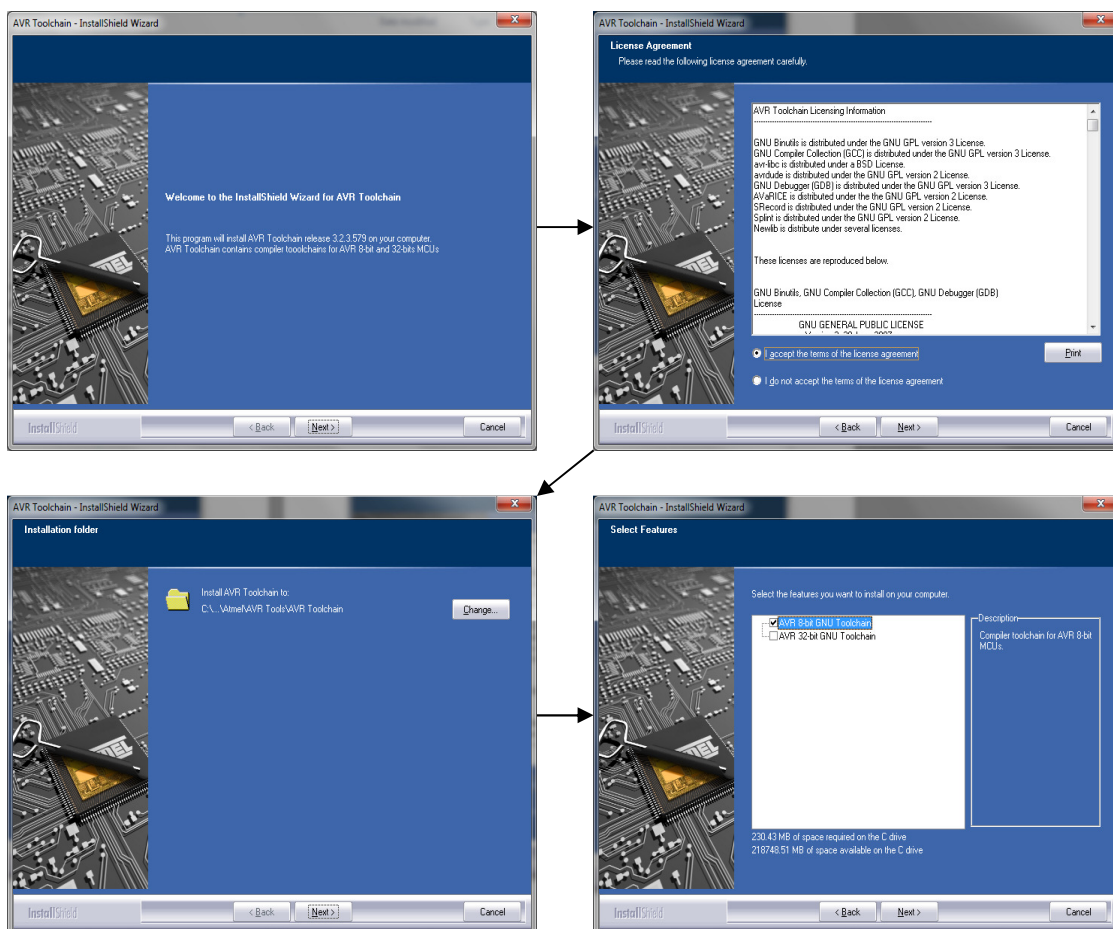 AVR Toolchain - InstallShield Wizard
Welcome to the InstallShield Wizard for AVR Toolchain
This program will install AVR Toolchain release 3.2.3.579 on your computer.
AVR Toolchain contains compiler tooolchains for AVR 8-bit and 32-bits MCUs
ATMEL
InstallShield
< Back
Next >
Cancel
AVR Toolchain - InstallShield Wizard
License Agreement
Please read the following license agreement carefully.
AVR Toolchain Licensing Information
GNU Binutils is distributed under the GNU GPL version 3 License.
GNU Compiler Collection (GCC) is distributed under the GNU GPL version 3 License.
avr-libc is distributed under a BSD License.
avrdude is distributed under the GNU GPL version 2 License.
GNU Debugger (GDB) is distributed under the GNU GPL version 3 License.
AVaRICE is distributed under the the GNU GPL version 2 License.
SRecord is distributed under the GNU GPL version 2 License.
Splint is distributed under the GNU GPL version 2 License.
Newlib is distribute under several licenses.
These licenses are reproduced below.
GNU Binutils, GNU Compiler Collection (GCC), GNU Debugger (GDB)
License
GNU GENERAL PUBLIC LICENSE
I accept the terms of the license agreement
Print
I do not accept the terms of the license agreement
ATMEL
InstallShield
< Back
Next >
Cancel
AVR Toolchain - InstallShield Wizard
Installation folder
Install AVR Toolchain to:
C:\...\Atmel\AVR Tools\AVR Toolchain
Change...
ATMEL
InstallShield
< Back
Next >
Cancel
AVR Toolchain - InstallShield Wizard
Select Features
Select the features you want to install on your computer.
AVR 8-bit GNU Toolchain
AVR 32-bit GNU Toolchain
Description
Compiler toolchain for AVR 8-bit
MCUs.
230.43 MB of space required on the C drive
218748.51 MB of space available on the C drive
ATMEL
InstallShield
< Back
Next >
Cancel